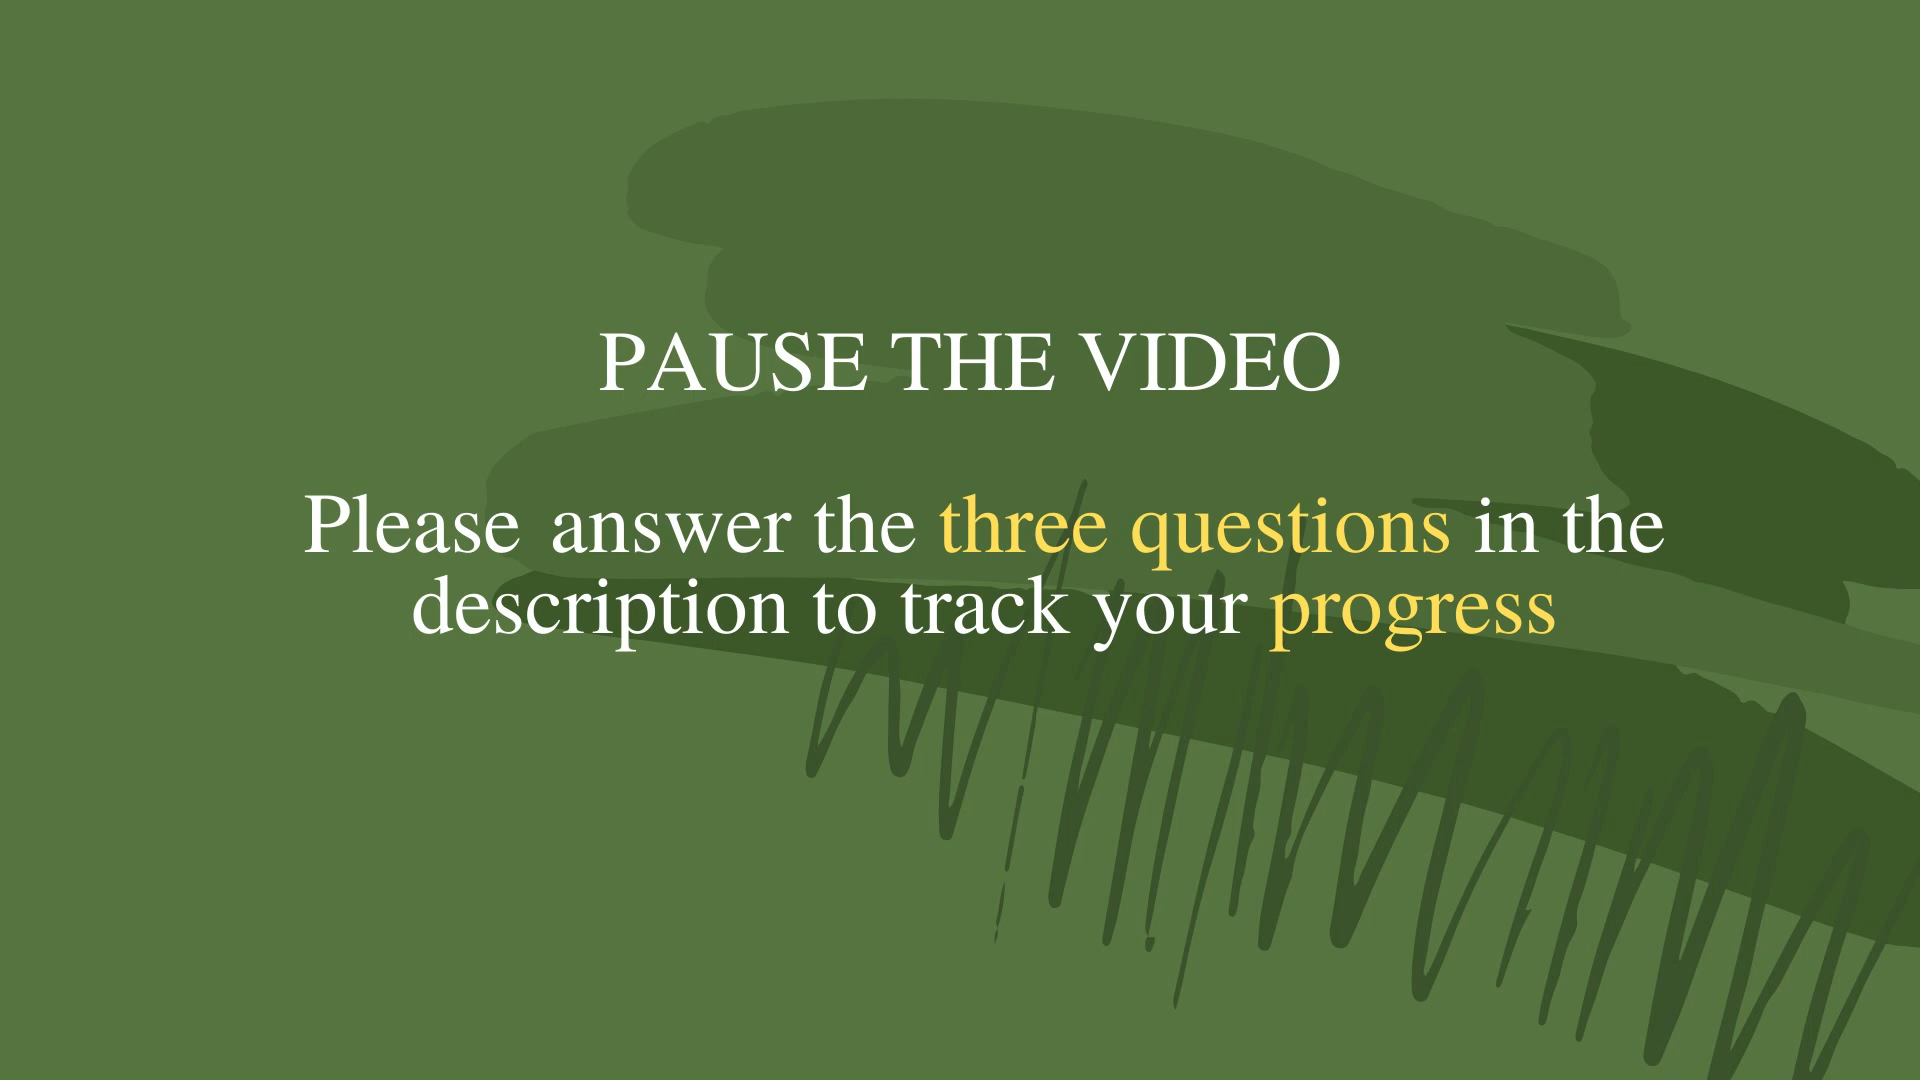 PAUSE THE VIDEO
Please answer the three questions in the
description to track your progress